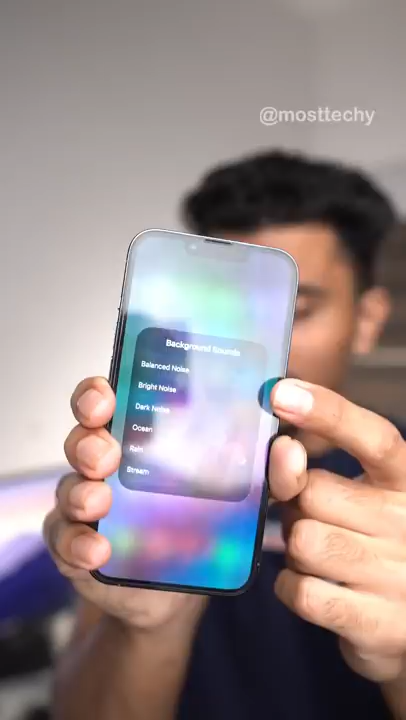 @mosttechy
Background Sounds
Balanced Noise
Bright Noise
Dark Noise
Ocean
Rain
Stream